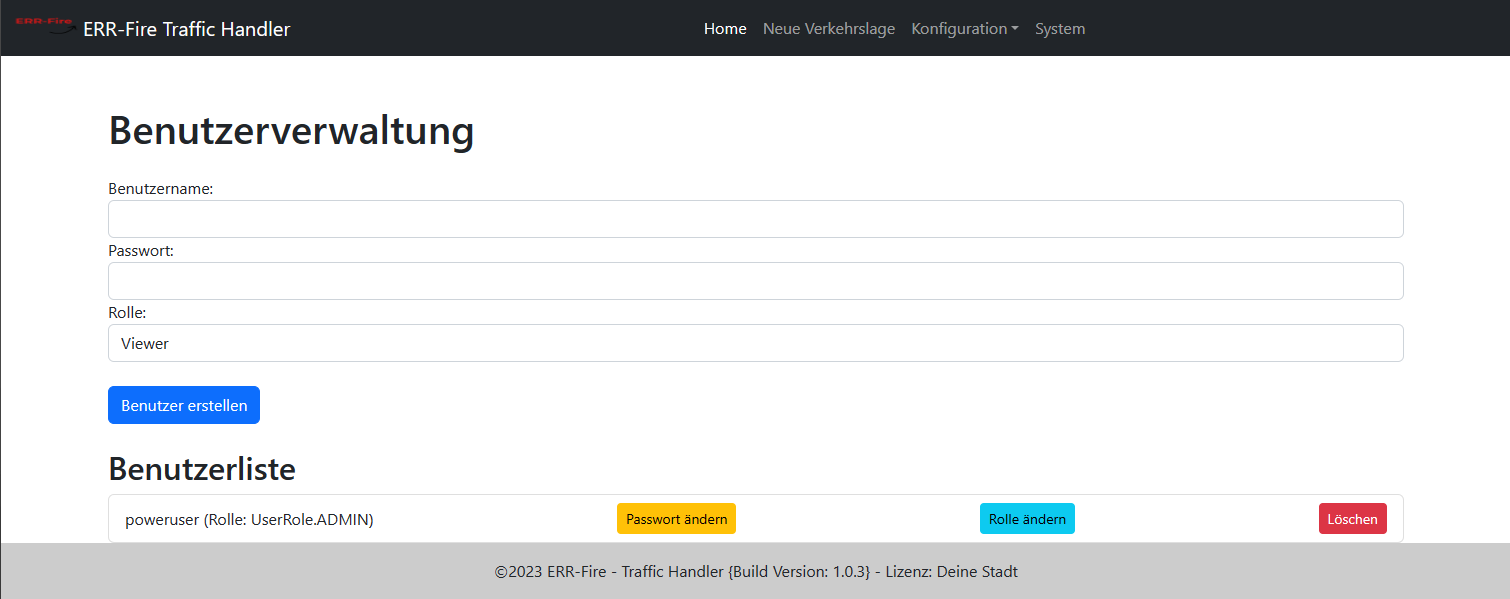 ERR-Fire ERR-Fire Traffic Handler Home Neue Verkehrslage Konfiguration System
Benutzerverwaltung
Benutzername:
Passwort:
Rolle:
Viewer
Benutzer erstellen
Benutzerliste
poweruser (Rolle: UserRole.ADMIN) Passwort ändern Rolle ändern Löschen
©2023 ERR-Fire - Traffic Handler {Build Version: 1.0.3} - Lizenz: Deine Stadt